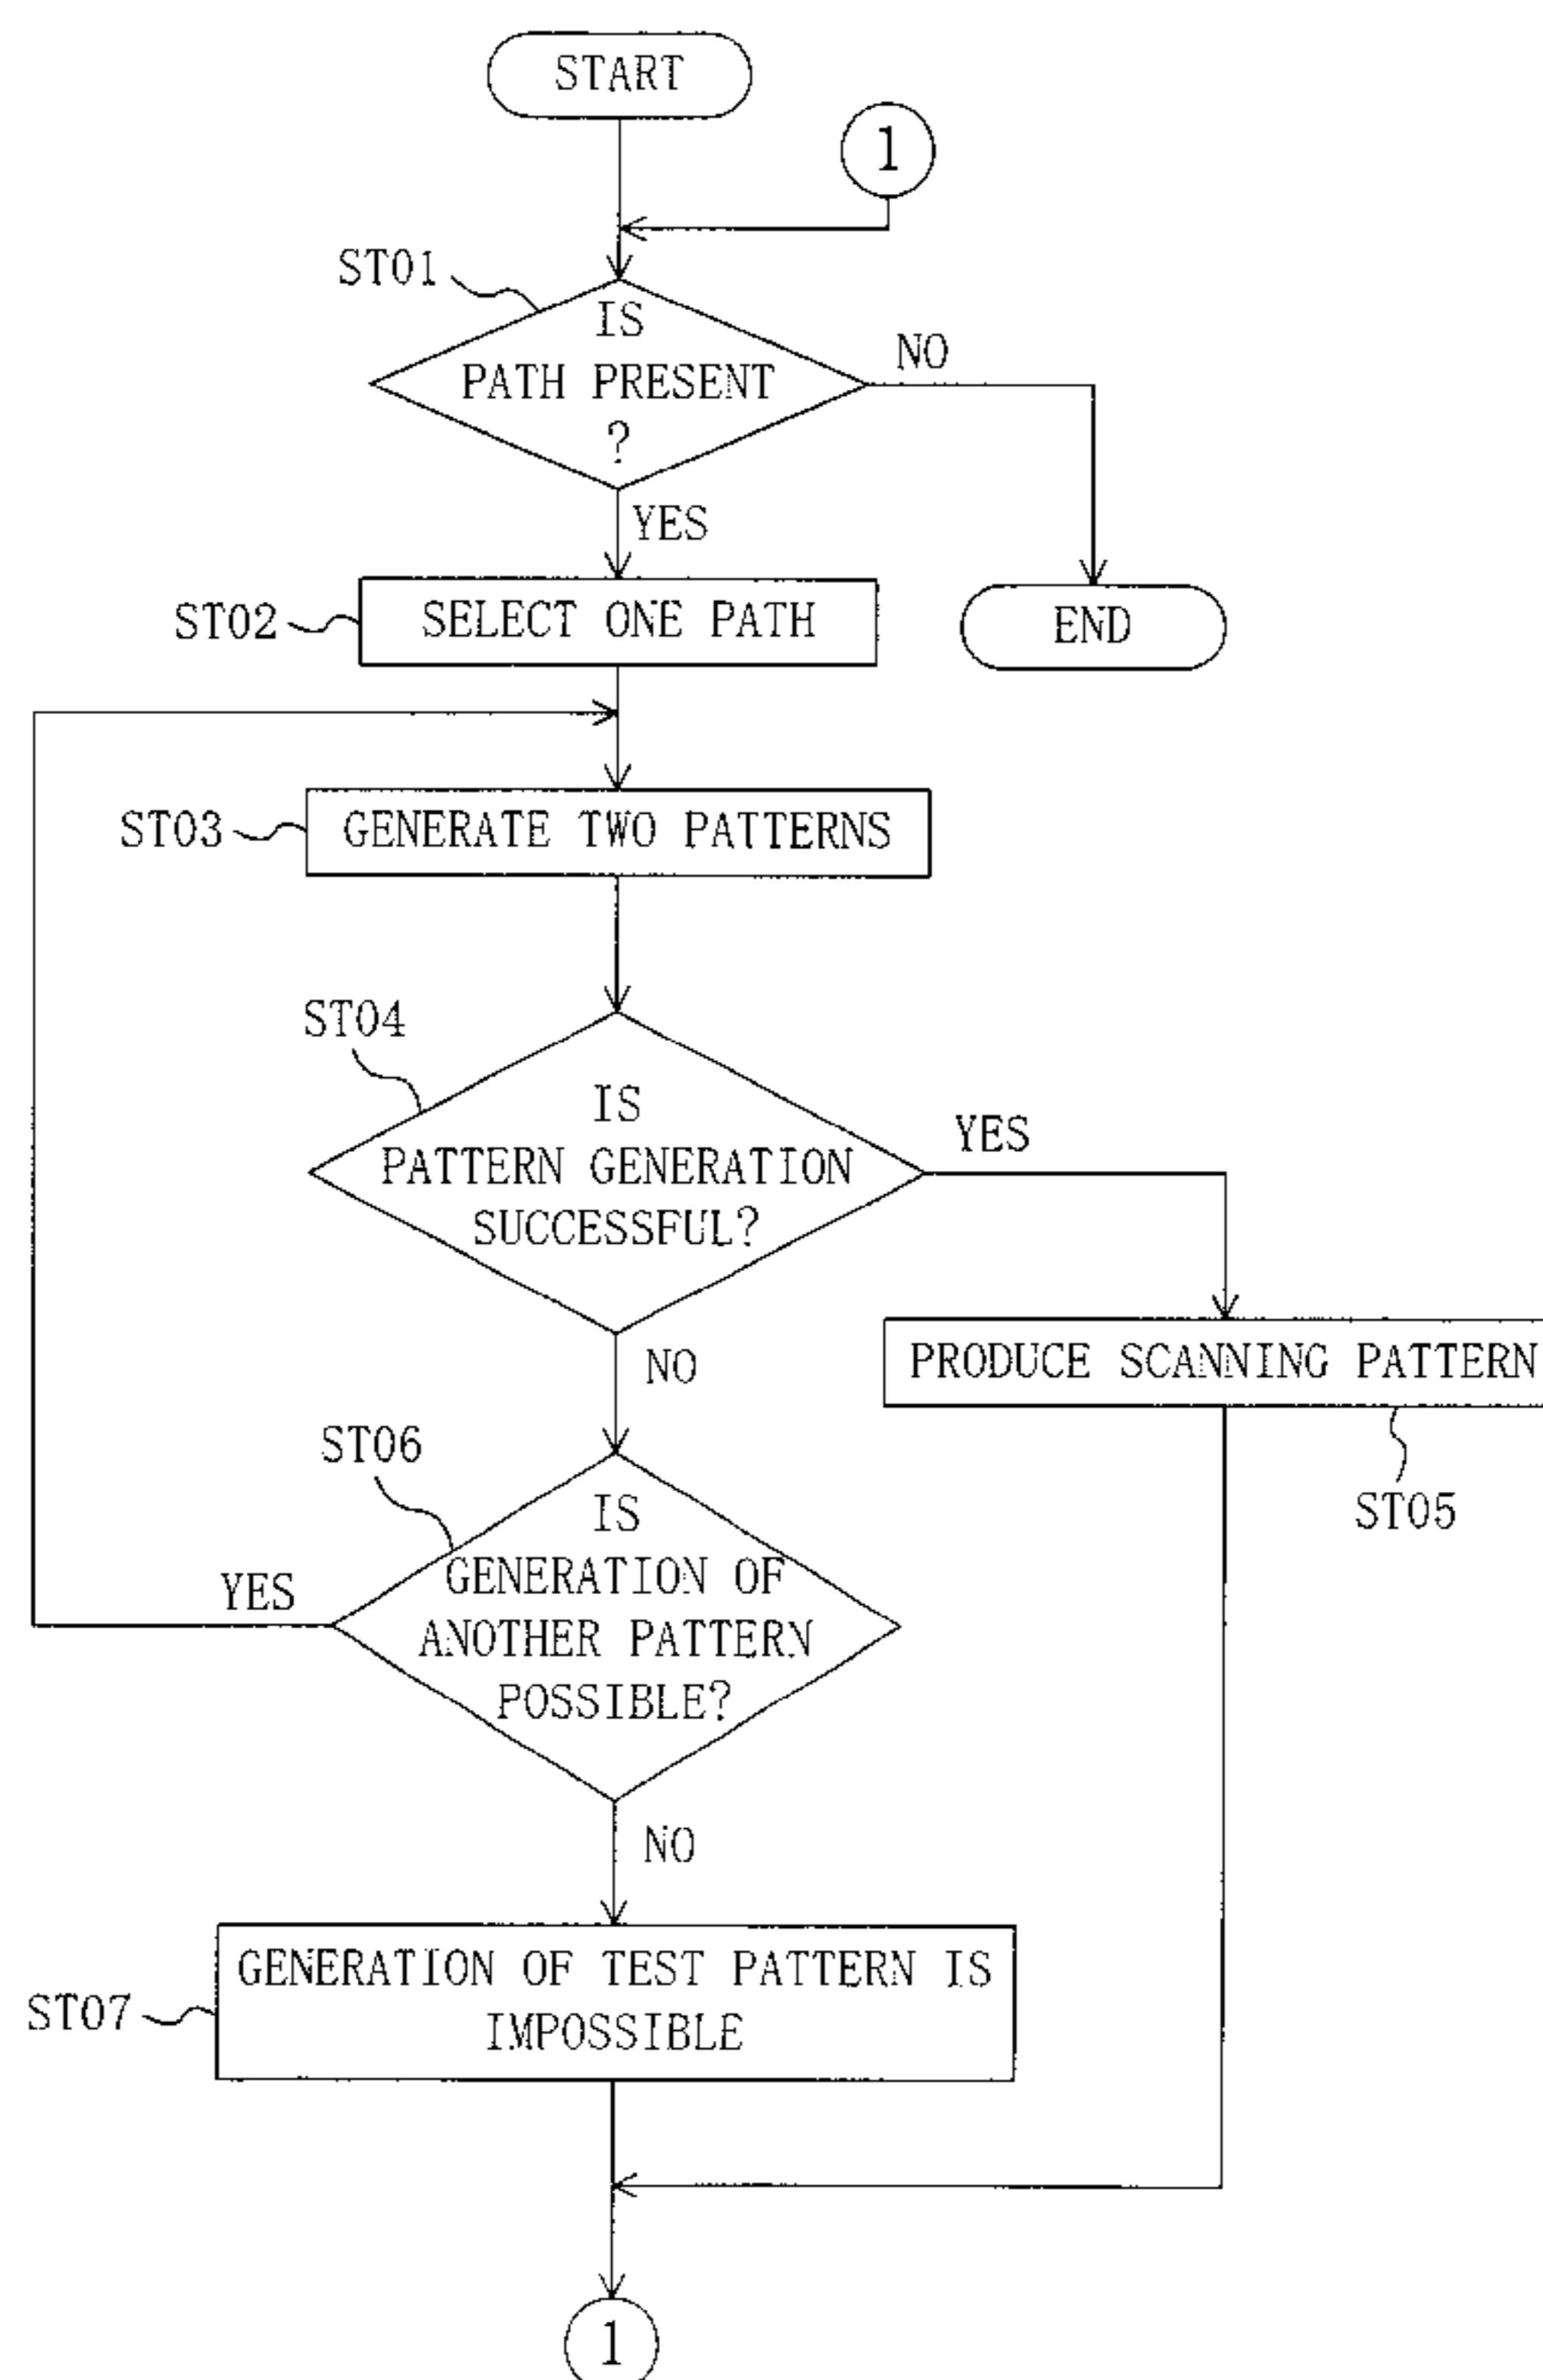 START
1
ST01
IS
PATH PRESENT
?
NO
YES
ST02
SELECT ONE PATH
END
ST03
GENERATE TWO PATTERNS
ST04
IS
PATTERN GENERATION
SUCCESSFUL?
YES
NO
PRODUCE SCANNING PATTERN
ST05
ST06
IS
GENERATION OF
ANOTHER PATTERN
POSSIBLE?
YES
NO
ST07
GENERATION OF TEST PATTERN IS
IMPOSSIBLE
1